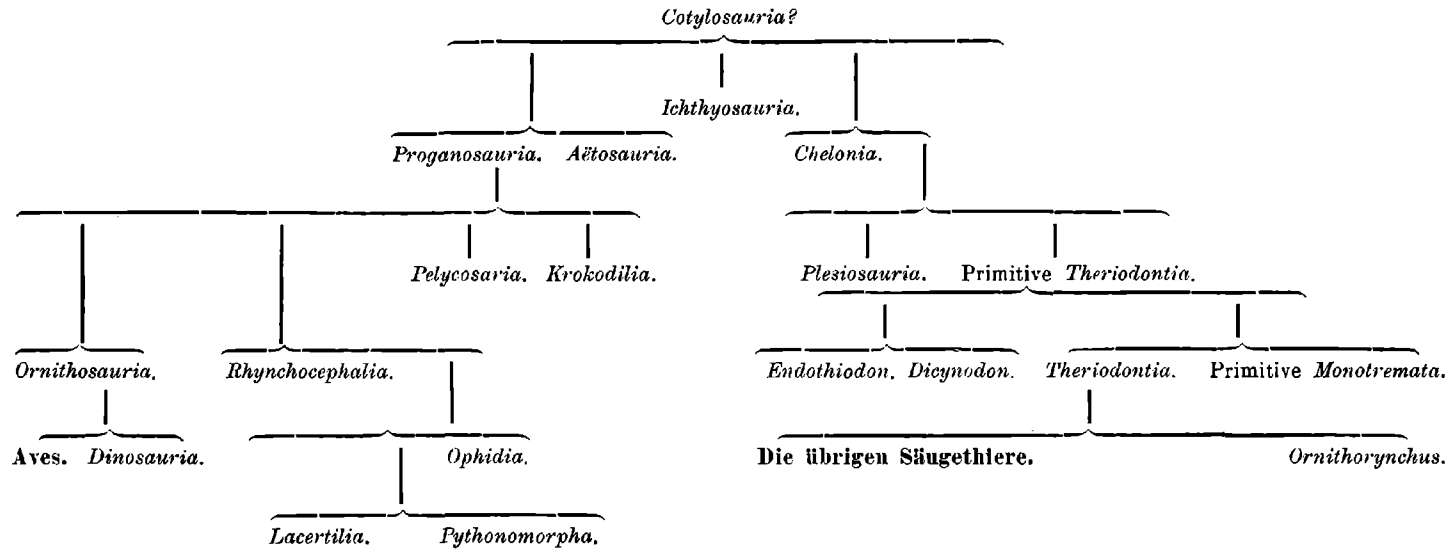 Cotylosauria?
Ichthyosauria.
Proganosauria. Aëtosauria. Chelonia.
Pelycosaria. Krokodilia. Plesiosauria. Primitive Theriodontia.
Ornithosauria. Rhynchocephalia. Endothiodon. Dicynodon. Theriodontia. Primitive Monotremata.
Aves. Dinosauria. Ophidia. Die übrigen Säugethiere. Ornithorynchus.
Lacertilia. Pythonomorpha.